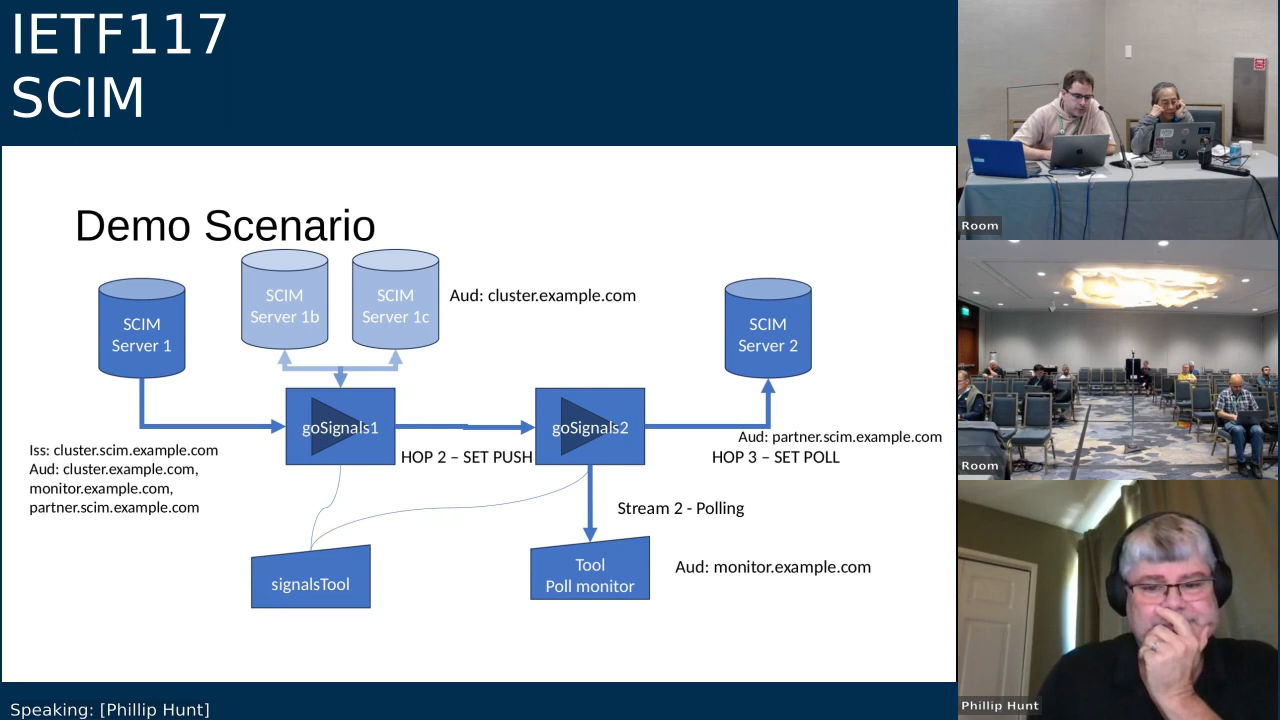 IETF117
SCIM
Demo Scenario
SCIM
Server 1
SCIM
Server 1b
SCIM
Server 1c
Aud: cluster.example.com
SCIM
Server 2
goSignals1
goSignals2
Iss: cluster.scim.example.com
Aud: cluster.example.com,
monitor.example.com,
partner.scim.example.com
HOP 2 – SET PUSH
Aud: partner.scim.example.com
HOP 3 – SET POLL
Stream 2 - Polling
signalsTool
Tool
Poll monitor
Aud: monitor.example.com
Speaking: [Phillip Hunt]
Room
Room
Phillip Hunt